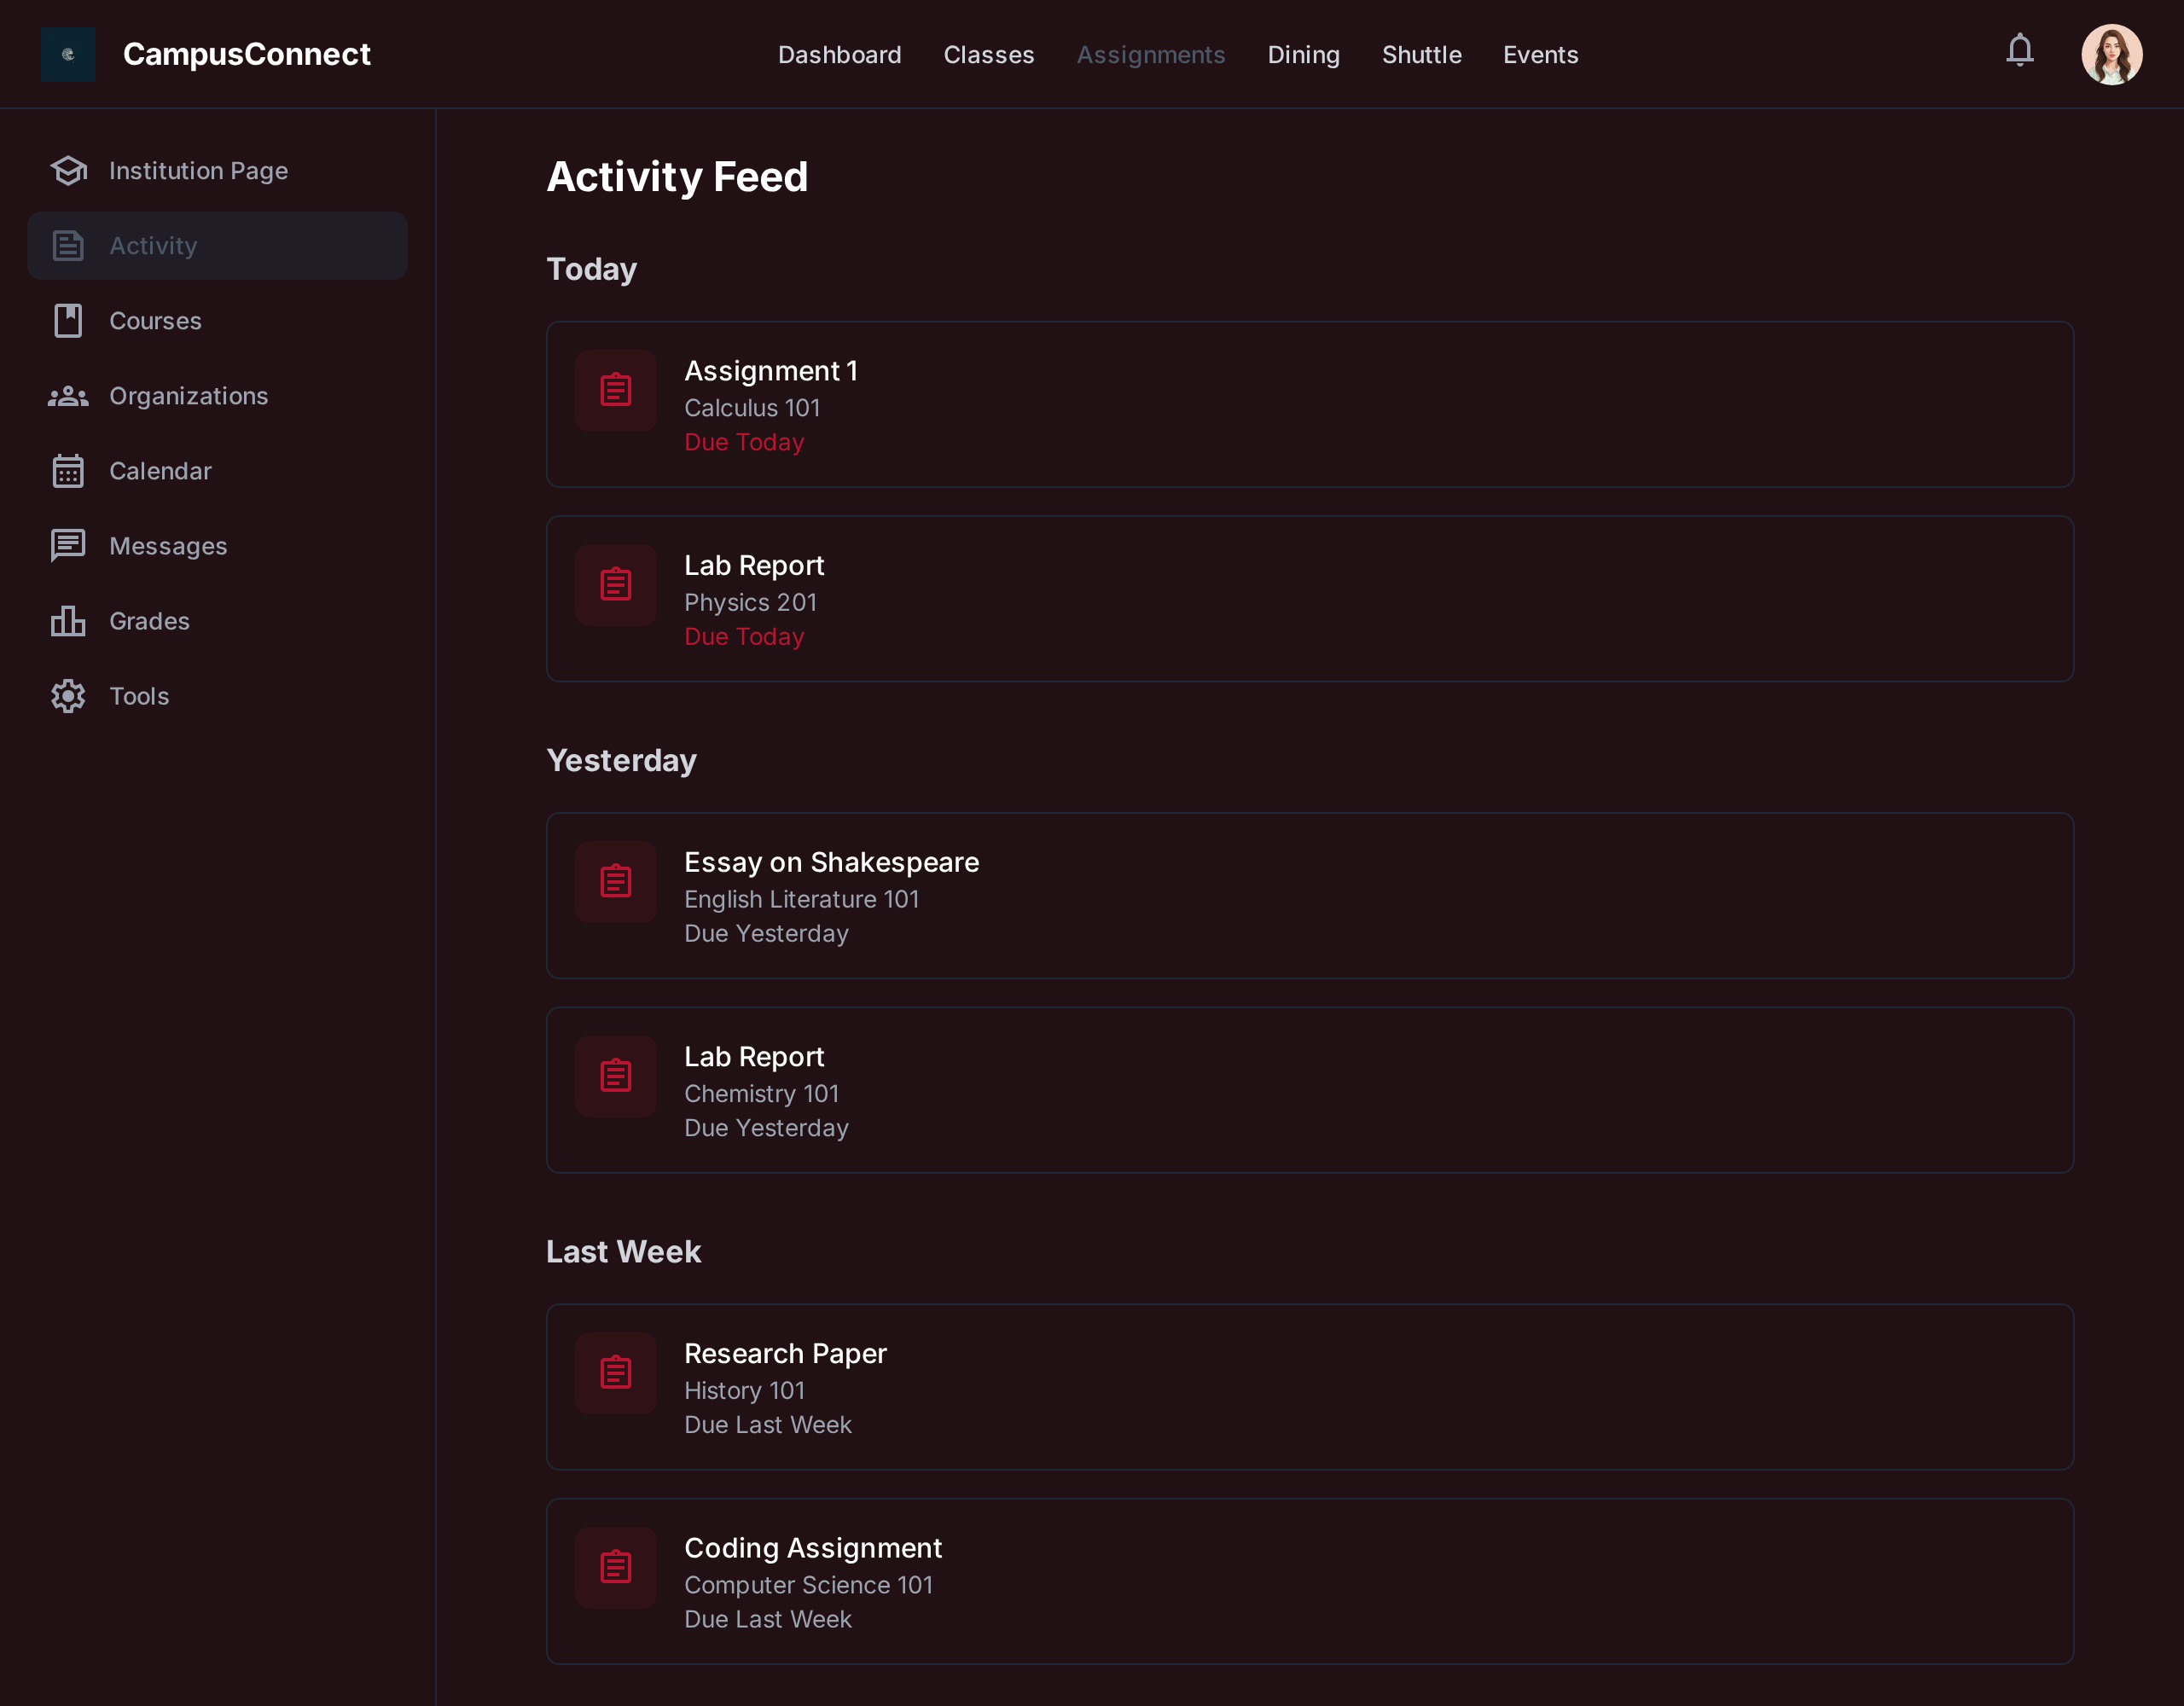 CampusConnect
Dashboard
Classes
Assignments
Dining
Shuttle
Events
Institution Page
Activity
Courses
Organizations
Calendar
Messages
Grades
Tools
Activity Feed
Today
Assignment 1
Calculus 101
Due Today
Lab Report
Physics 201
Due Today
Yesterday
Essay on Shakespeare
English Literature 101
Due Yesterday
Lab Report
Chemistry 101
Due Yesterday
Last Week
Research Paper
History 101
Due Last Week
Coding Assignment
Computer Science 101
Due Last Week